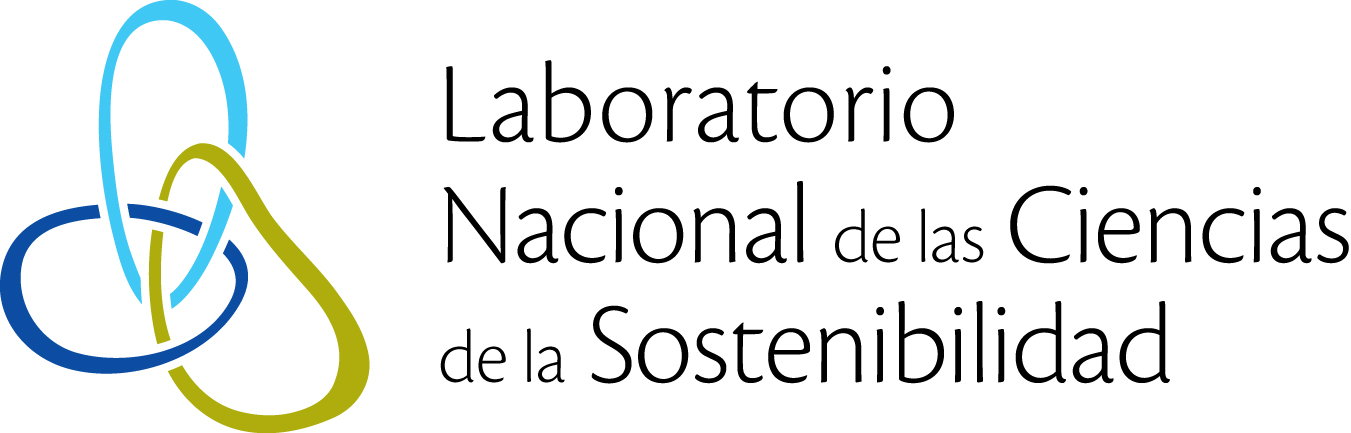 Laboratorio
Nacional de las Ciencias
de la Sostenibilidad